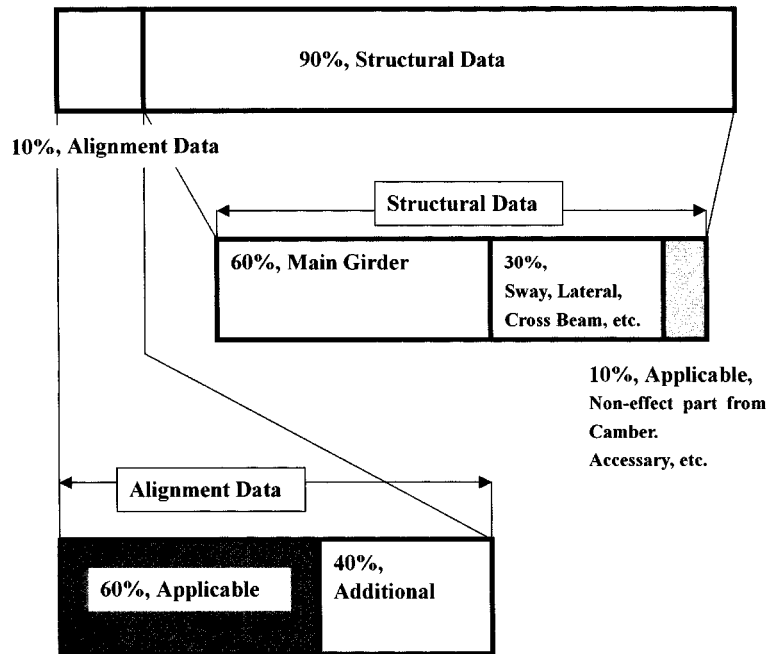 90%, Structural Data
10%, Alignment Data
Structural Data
60%, Main Girder
30%,
Sway, Lateral,
Cross Beam, etc.
10%, Applicable,
Non-effect part from
Camber.
Accessary, etc.
Alignment Data
60%, Applicable
40%,
Additional